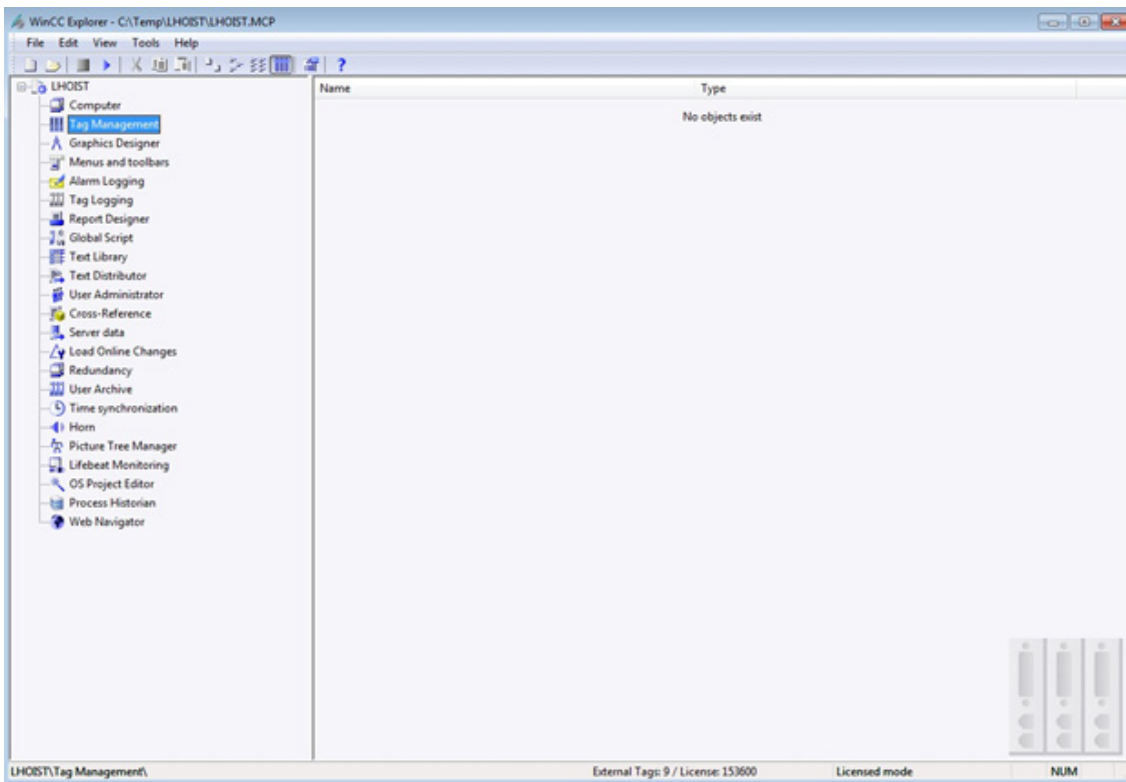 WinCC Explorer - C:\Temp\LHOIST\LHOIST.MCP
File Edit View Tools Help
LHOIST
Name Type
Computer
No objects exist
Tag Management
Graphics Designer
Menus and toolbars
Alarm Logging
Tag Logging
Report Designer
Global Script
Text Library
Text Distributor
User Administrator
Cross-Reference
Server data
Load Online Changes
Redundancy
User Archive
Time synchronization
Horn
Picture Tree Manager
Lifebeat Monitoring
OS Project Editor
Process Historian
Web Navigator
LHOIST\Tag Management\ External Tags: 9 / License: 153600 Licensed mode NUM